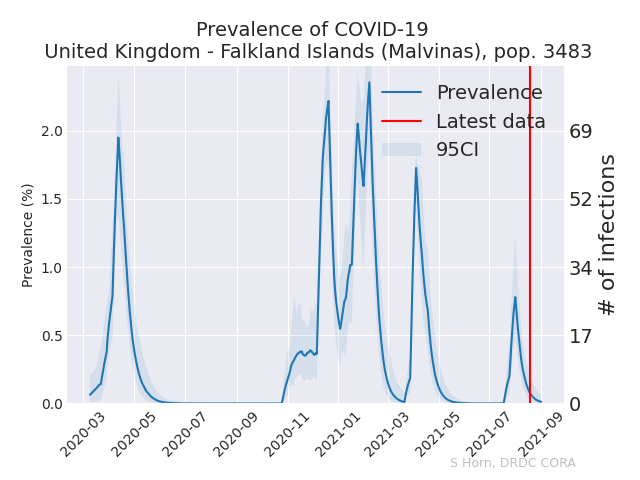 Prevalence of COVID-19
United Kingdom - Falkland Islands (Malvinas), pop. 3483
Prevalence
Latest data
95CI
Prevalence (%)
2.0
1.5
1.0
0.5
0.0
# of infections
69
52
34
17
0
2020-03
2020-05
2020-07
2020-09
2020-11
2021-01
2021-03
2021-05
2021-07
2021-09
S Horn, DRDC CORA